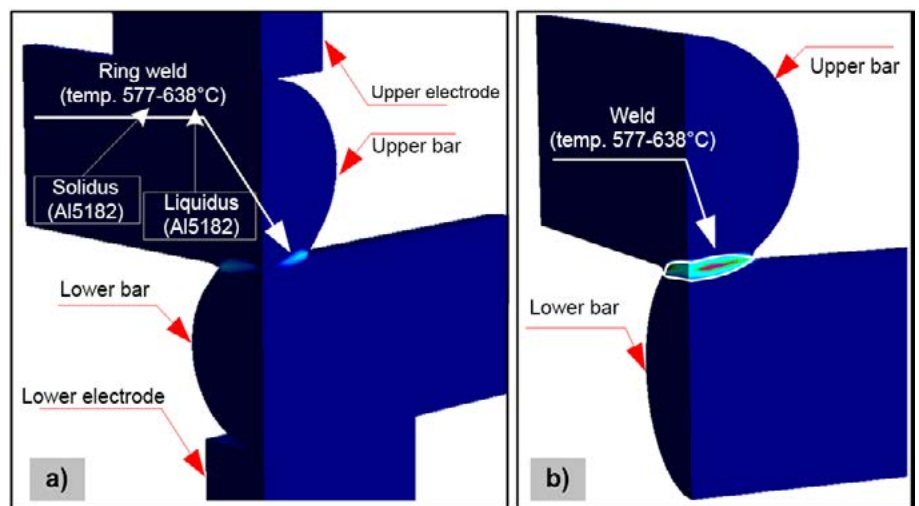 Ring weld
(temp. 577-638°C)
Solidus
(Al5182)
Liquidus
(Al5182)
Upper electrode
Upper bar
Lower bar
Lower electrode
a)
Upper bar
Weld
(temp. 577-638°C)
Lower bar
b)